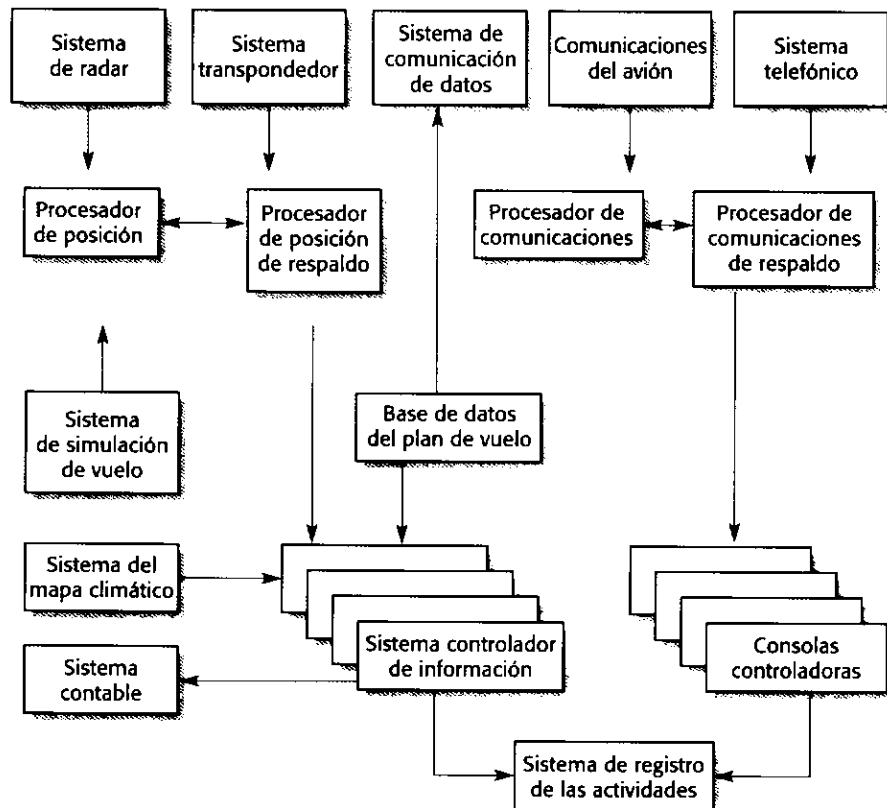 Sistema
de radar
Sistema
transpondedor
Sistema de
comunicación
de datos
Comunicaciones
del avión
Sistema
telefónico
Procesador
de posición
Procesador
de posición
de respaldo
Procesador de
comunicaciones
Procesador de
comunicaciones
de respaldo
Sistema
de simulación
de vuelo
Base de datos
del plan de vuelo
Sistema del
mapa climático
Sistema controlador
de información
Consolas
controladoras
Sistema
contable
Sistema de registro
de las actividades